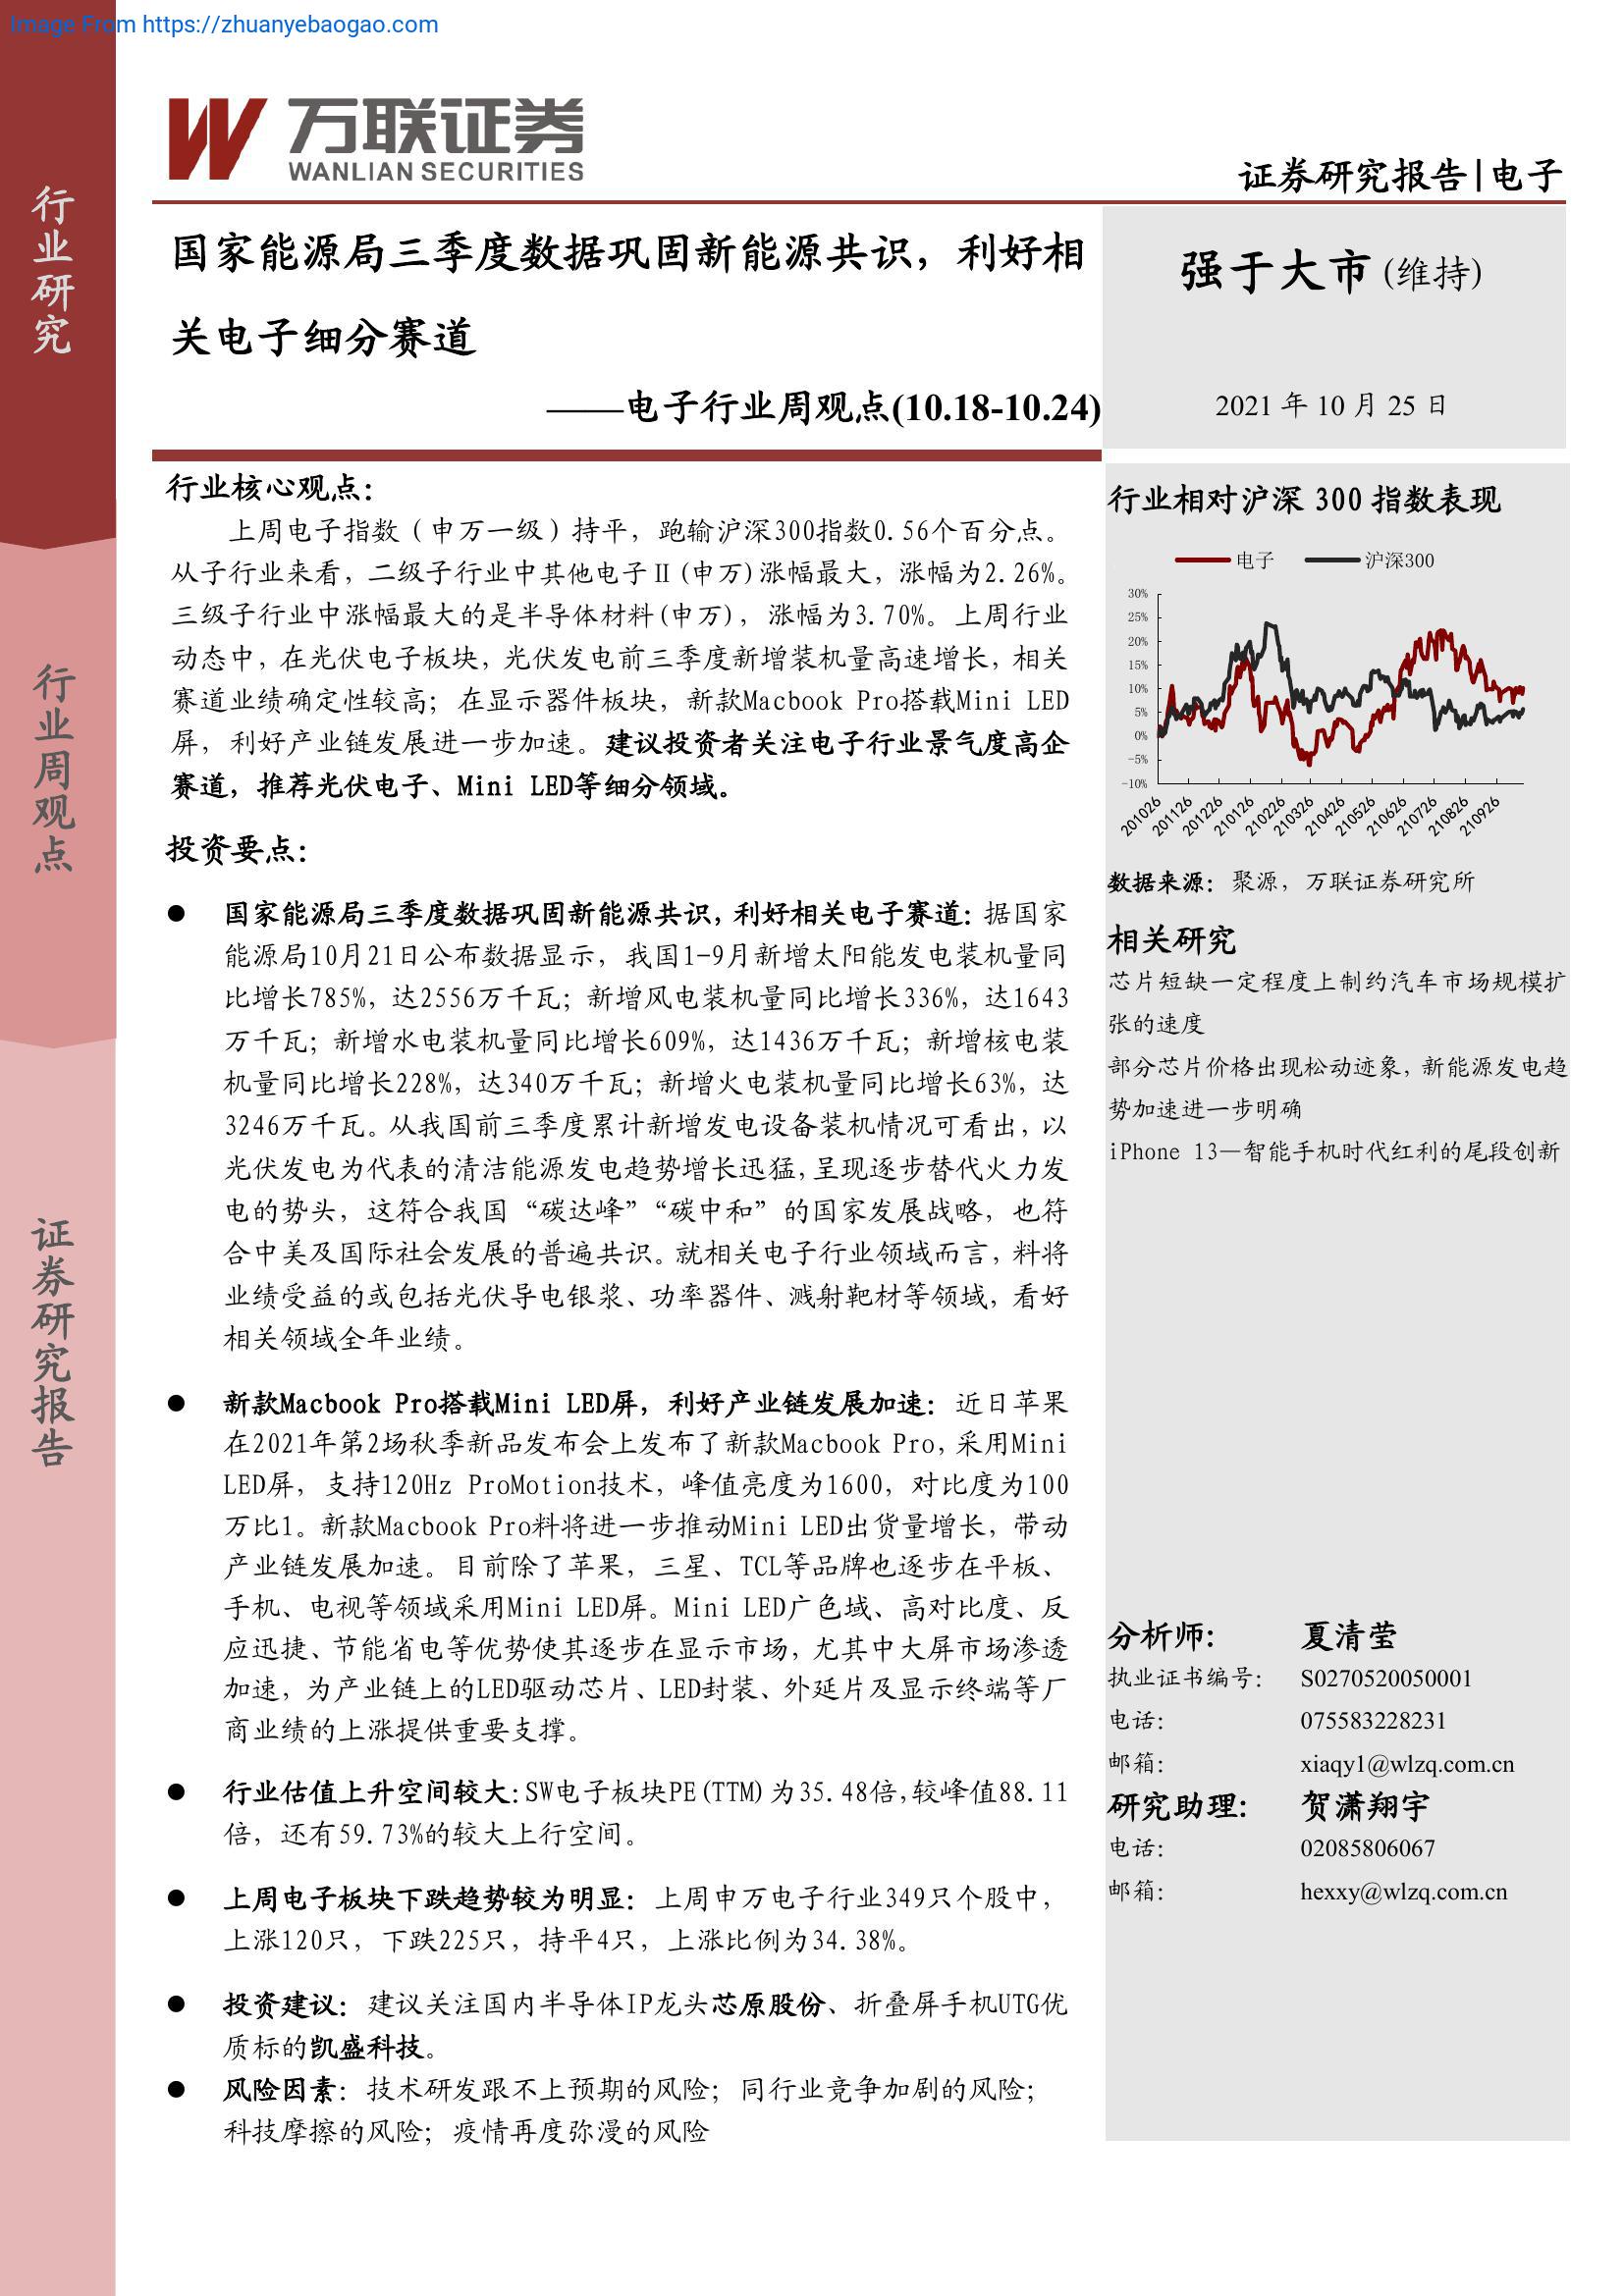 Image From https://zhuanyebaogao.com
万联证券
WANLIAN SECURITIES
证券研究报告|电子
行业研究
行业周观点
证券研究报告
国家能源局三季度数据巩固新能源共识，利好相
关电子细分赛道
——电子行业周观点(10.18-10.24)
强于大市(维持)
2021 年 10 月 25 日
行业核心观点：
上周电子指数（申万一级）持平，跑输沪深300指数0.56个百分点。
从子行业来看，二级子行业中其他电子Ⅱ(申万)涨幅最大，涨幅为2.26%。
三级子行业中涨幅最大的是半导体材料(申万)，涨幅为3.70%。上周行业
动态中，在光伏电子板块，光伏发电前三季度新增装机量高速增长，相关
赛道业绩确定性较高；在显示器件板块，新款Macbook Pro搭载Mini LED
屏，利好产业链发展进一步加速。建议投资者关注电子行业景气度高企
赛道，推荐光伏电子、Mini LED等细分领域。
投资要点：
● 国家能源局三季度数据巩固新能源共识，利好相关电子赛道：据国家
能源局10月21日公布数据显示，我国1-9月新增太阳能发电装机量同
比增长785%，达2556万千瓦；新增风电装机量同比增长336%，达1643
万千瓦；新增水电装机量同比增长609%，达1436万千瓦；新增核电装
机量同比增长228%，达340万千瓦；新增火电装机量同比增长63%，达
3246万千瓦。从我国前三季度累计新增发电设备装机情况可看出，以
光伏发电为代表的清洁能源发电趋势增长迅猛，呈现逐步替代火力发
电的势头，这符合我国“碳达峰”“碳中和”的国家发展战略，也符
合中美及国际社会发展的普遍共识。就相关电子行业领域而言，料将
业绩受益的或包括光伏导电银浆、功率器件、溅射靶材等领域，看好
相关领域全年业绩。
● 新款Macbook Pro搭载Mini LED屏，利好产业链发展加速：近日苹果
在2021年第2场秋季新品发布会上发布了新款Macbook Pro，采用Mini
LED屏，支持120Hz ProMotion技术，峰值亮度为1600，对比度为100
万比1。新款Macbook Pro料将进一步推动Mini LED出货量增长，带动
产业链发展加速。目前除了苹果，三星、TCL等品牌也逐步在平板、
手机、电视等领域采用Mini LED屏。Mini LED广色域、高对比度、反
应迅捷、节能省电等优势使其逐步在显示市场，尤其中大屏市场渗透
加速，为产业链上的LED驱动芯片、LED封装、外延片及显示终端等厂
商业绩的上涨提供重要支撑。
● 行业估值上升空间较大：SW电子板块PE(TTM)为35.48倍，较峰值88.11
倍，还有59.73%的较大上行空间。
● 上周电子板块下跌趋势较为明显：上周申万电子行业349只个股中，
上涨120只，下跌225只，持平4只，上涨比例为34.38%。
● 投资建议：建议关注国内半导体IP龙头芯原股份、折叠屏手机UTG优
质标的凯盛科技。
● 风险因素：技术研发跟不上预期的风险；同行业竞争加剧的风险；
科技摩擦的风险；疫情再度弥漫的风险
行业相对沪深 300 指数表现
电子 沪深300
30%
25%
20%
15%
10%
5%
0%
-5%
-10%
201026 201126 201226 210126 210226 210326 210426 210526 210626 210726 210826 210926
数据来源：聚源，万联证券研究所
相关研究
芯片短缺一定程度上制约汽车市场规模扩
张的速度
部分芯片价格出现松动迹象，新能源发电趋
势加速进一步明确
iPhone 13—智能手机时代红利的尾段创新
分析师： 夏清莹
执业证书编号： S0270520050001
电话： 075583228231
邮箱： xiaqy1@wlzq.com.cn
研究助理： 贺潇翔宇
电话： 02085806067
邮箱： hexxy@wlzq.com.cn